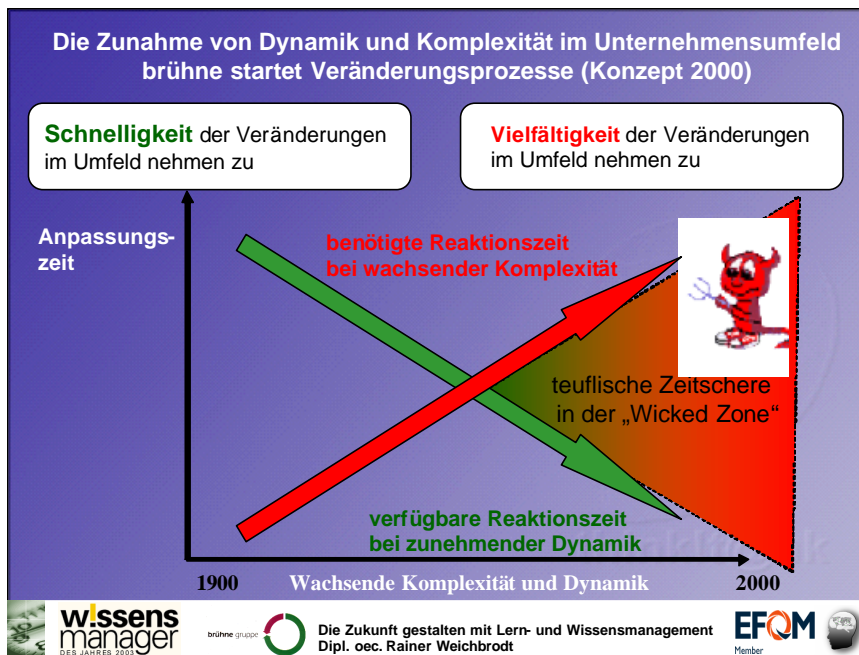 Die Zunahme von Dynamik und Komplexität im Unternehmensumfeld
brühne startet Veränderungsprozesse (Konzept 2000)
Schnelligkeit der Veränderungen
im Umfeld nehmen zu
Vielfältigkeit der Veränderungen
im Umfeld nehmen zu
Anpassungs-
zeit
benötigte Reaktionszeit
bei wachsender Komplexität
teuflische Zeitschere
in der „Wicked Zone“
verfügbare Reaktionszeit
bei zunehmender Dynamik
1900 Wachsende Komplexität und Dynamik 2000
w!ssens
manager
DES JAHRES 2003
brühne gruppe
Die Zukunft gestalten mit Lern- und Wissensmanagement
Dipl. oec. Rainer Weichbrodt
EFQM
Member